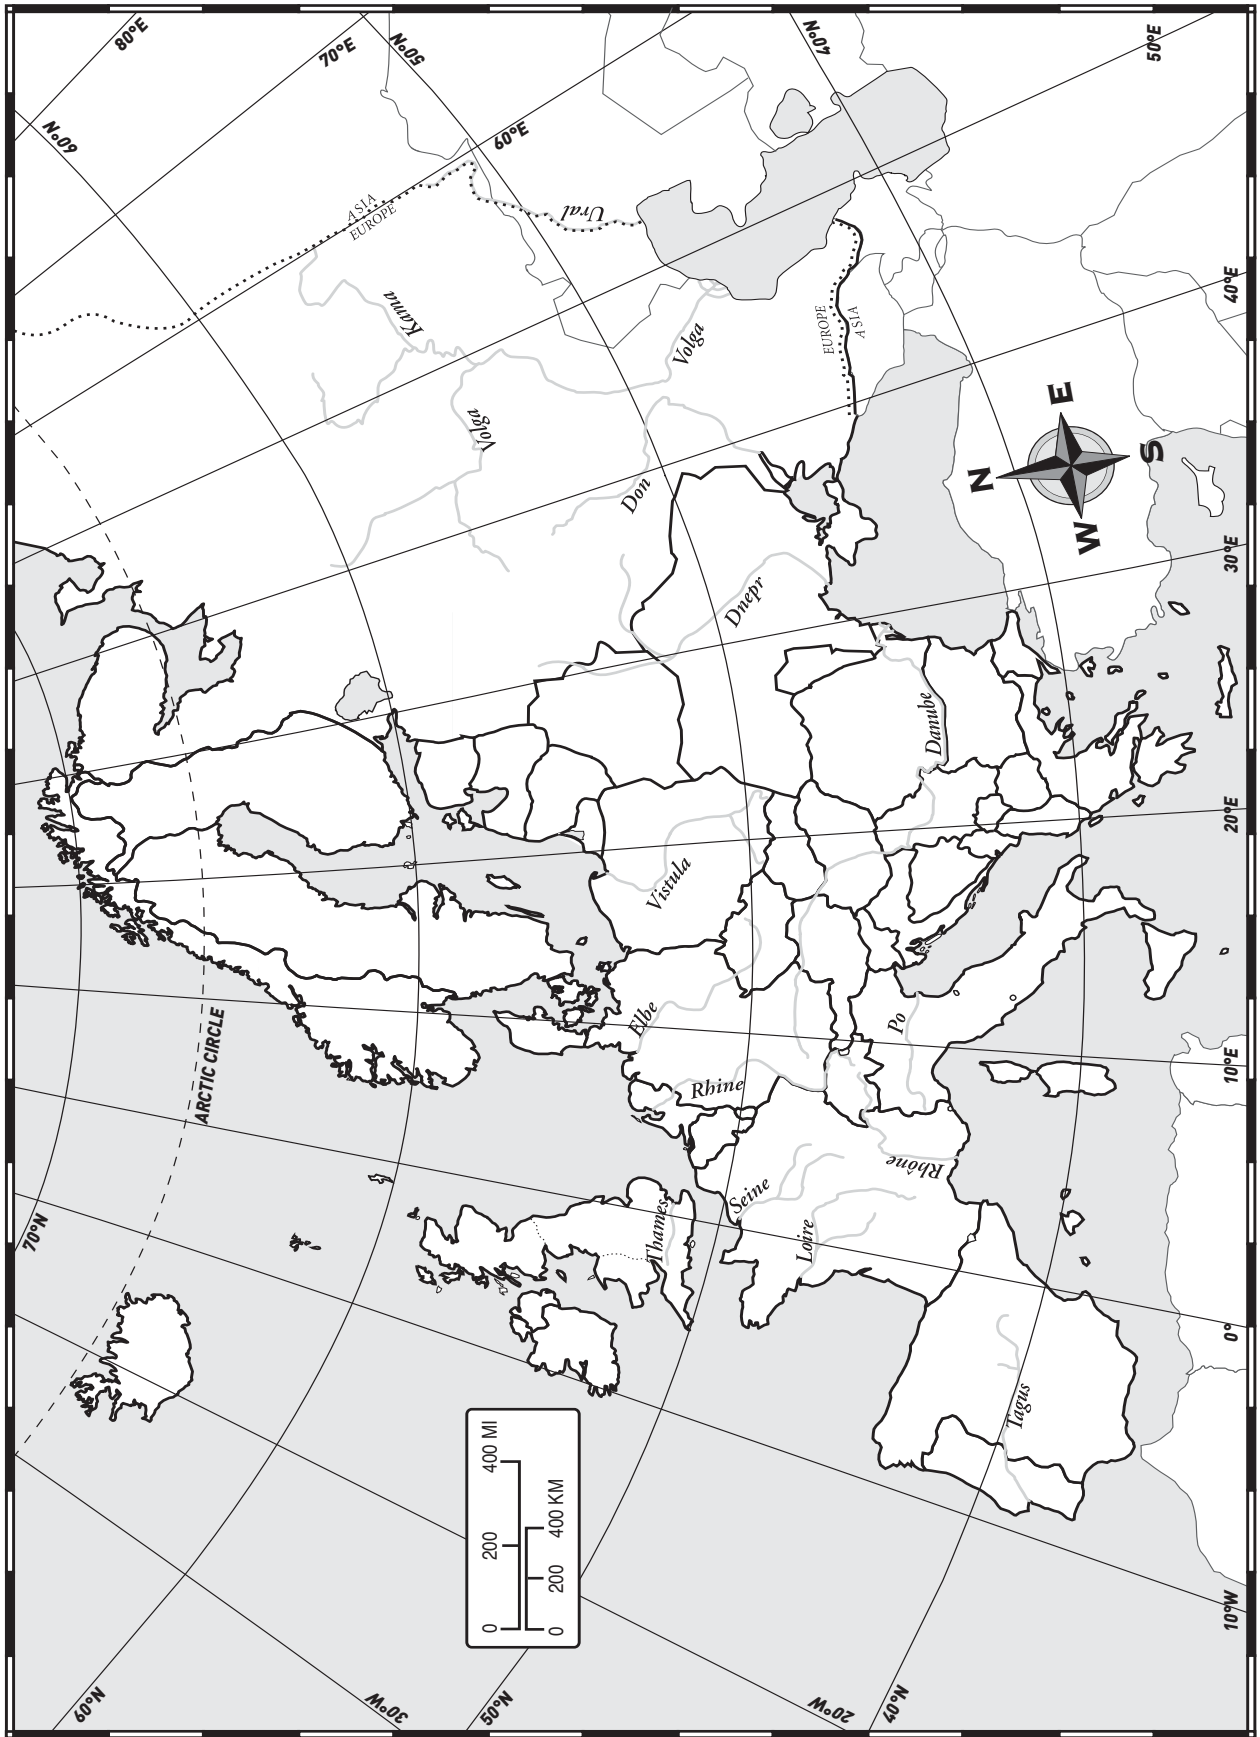 80°E
70°E
50°N
60°N
60°E
40°N
50°E
ASIA
EUROPE
Ural
Kama
Volga
Volga
EUROPE
ASIA
40°E
Don
Dnepr
N
E
S
W
30°E
Danube
20°E
Vistula
Elbe
Po
10°E
ARCTIC CIRCLE
Rhine
Rhône
Seine
Loire
Thames
70°N
0°
Tagus
0 200 400 MI
0 200 400 KM
10°W
60°N
30°W
50°N
20°W
40°N